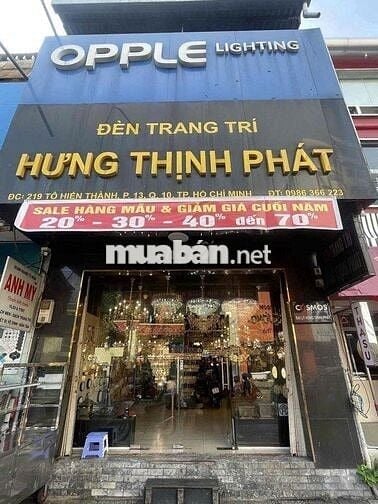 OPPLE LIGHTING
ĐÈN TRANG TRÍ
HƯNG THỊNH PHÁT
ĐC: 219 TÔ HIẾN THÀNH, P. 13, Q. 10, TP. HỒ CHÍ MINH ĐT: 0986 366 223
SALE HÀNG MẪU & GIẢM GIÁ CUỐI NĂM
20% - 30% - 40% đến 70%
muaban.net
ANH MỸ
COSMOS